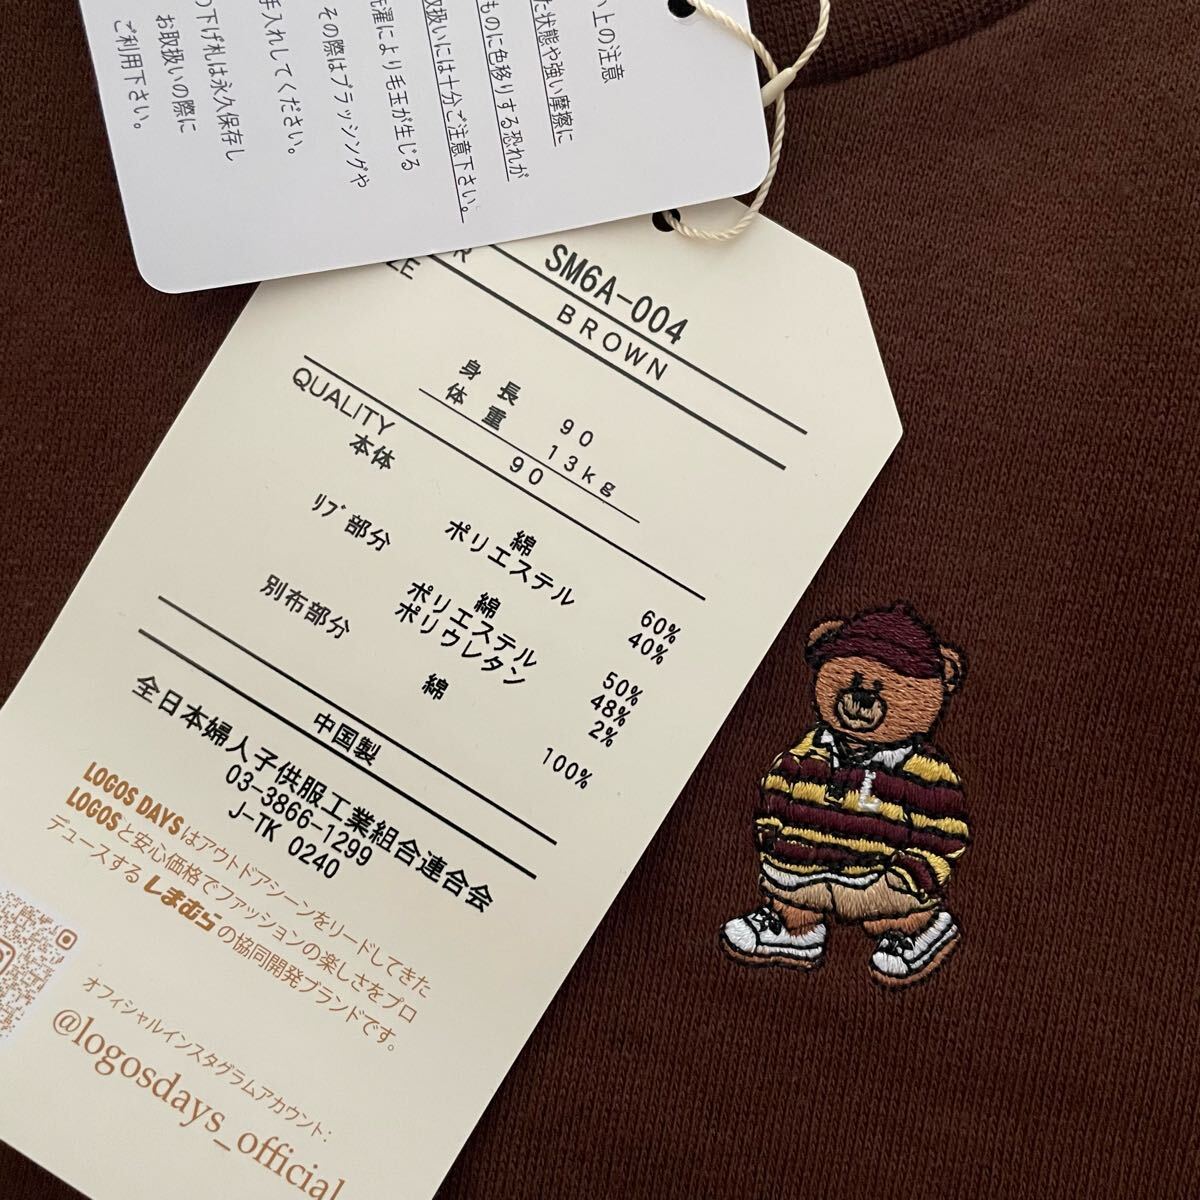 い上の注意
た状態や強い摩擦に
ものに色移りする恐れが
取扱いには十分ご注意下さい。
洗濯により毛玉が生じる
その際はブラッシングや
手入れしてください。
つ下げ札は永久保存し
お取扱いの際に
ご利用下さい。
SM6A-004
R BROWN
ZE
身長 90
体重 13kg
90
QUALITY
本体 綿 60%
ポリエステル 40%
リブ部分 綿 50%
ポリエステル 48%
ポリウレタン 2%
別布部分 綿 100%
中国製
全日本婦人子供服工業組合連合会
03-3866-1299
J-TK 0240
LOGOS DAYSはアウトドアシーンをリードしてきた
LOGOSと安心価格でファッションの楽しさをプロ
デュースするしまむらの協同開発ブランドです。
オフィシャルインスタグラムアカウント：
@logosdays_official
L